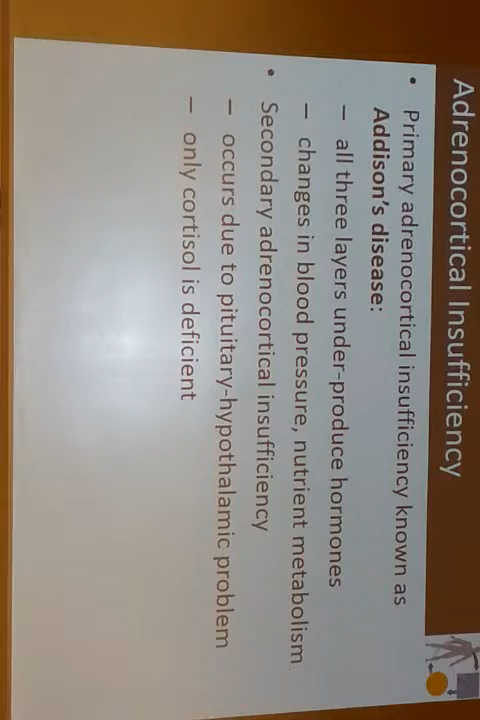 Adrenocortical Insufficiency
• Primary adrenocortical insufficiency known as
Addison's disease:
– all three layers under-produce hormones
– changes in blood pressure, nutrient metabolism
• Secondary adrenocortical insufficiency
– occurs due to pituitary-hypothalamic problem
– only cortisol is deficient